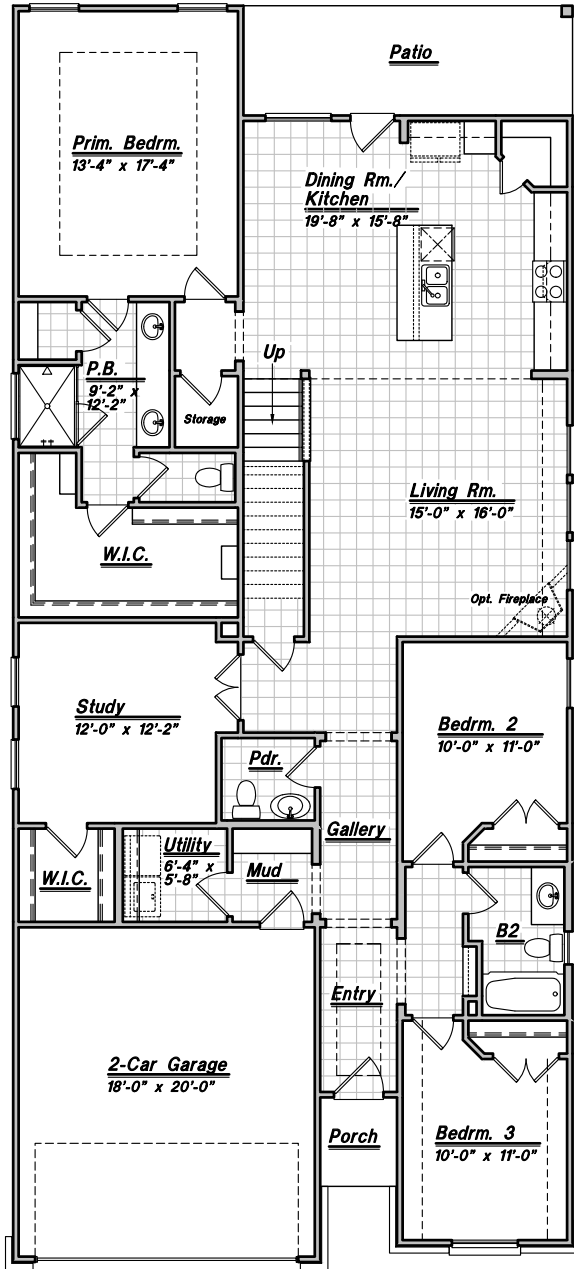 Patio
Prim. Bedrm.
13'-4" x 17'-4"
Dining Rm./
Kitchen
19'-8" x 15'-8"
Up
P.B.
9'-2" x
12'-2"
Storage
Living Rm.
15'-0" x 16'-0"
W.I.C.
Opt. Fireplace
Study
12'-0" x 12'-2"
Bedrm. 2
10'-0" x 11'-0"
Pdr.
Gallery
Utility
6'-4" x
5'-8"
Mud
W.I.C.
B2
Entry
2-Car Garage
18'-0" x 20'-0"
Porch
Bedrm. 3
10'-0" x 11'-0"